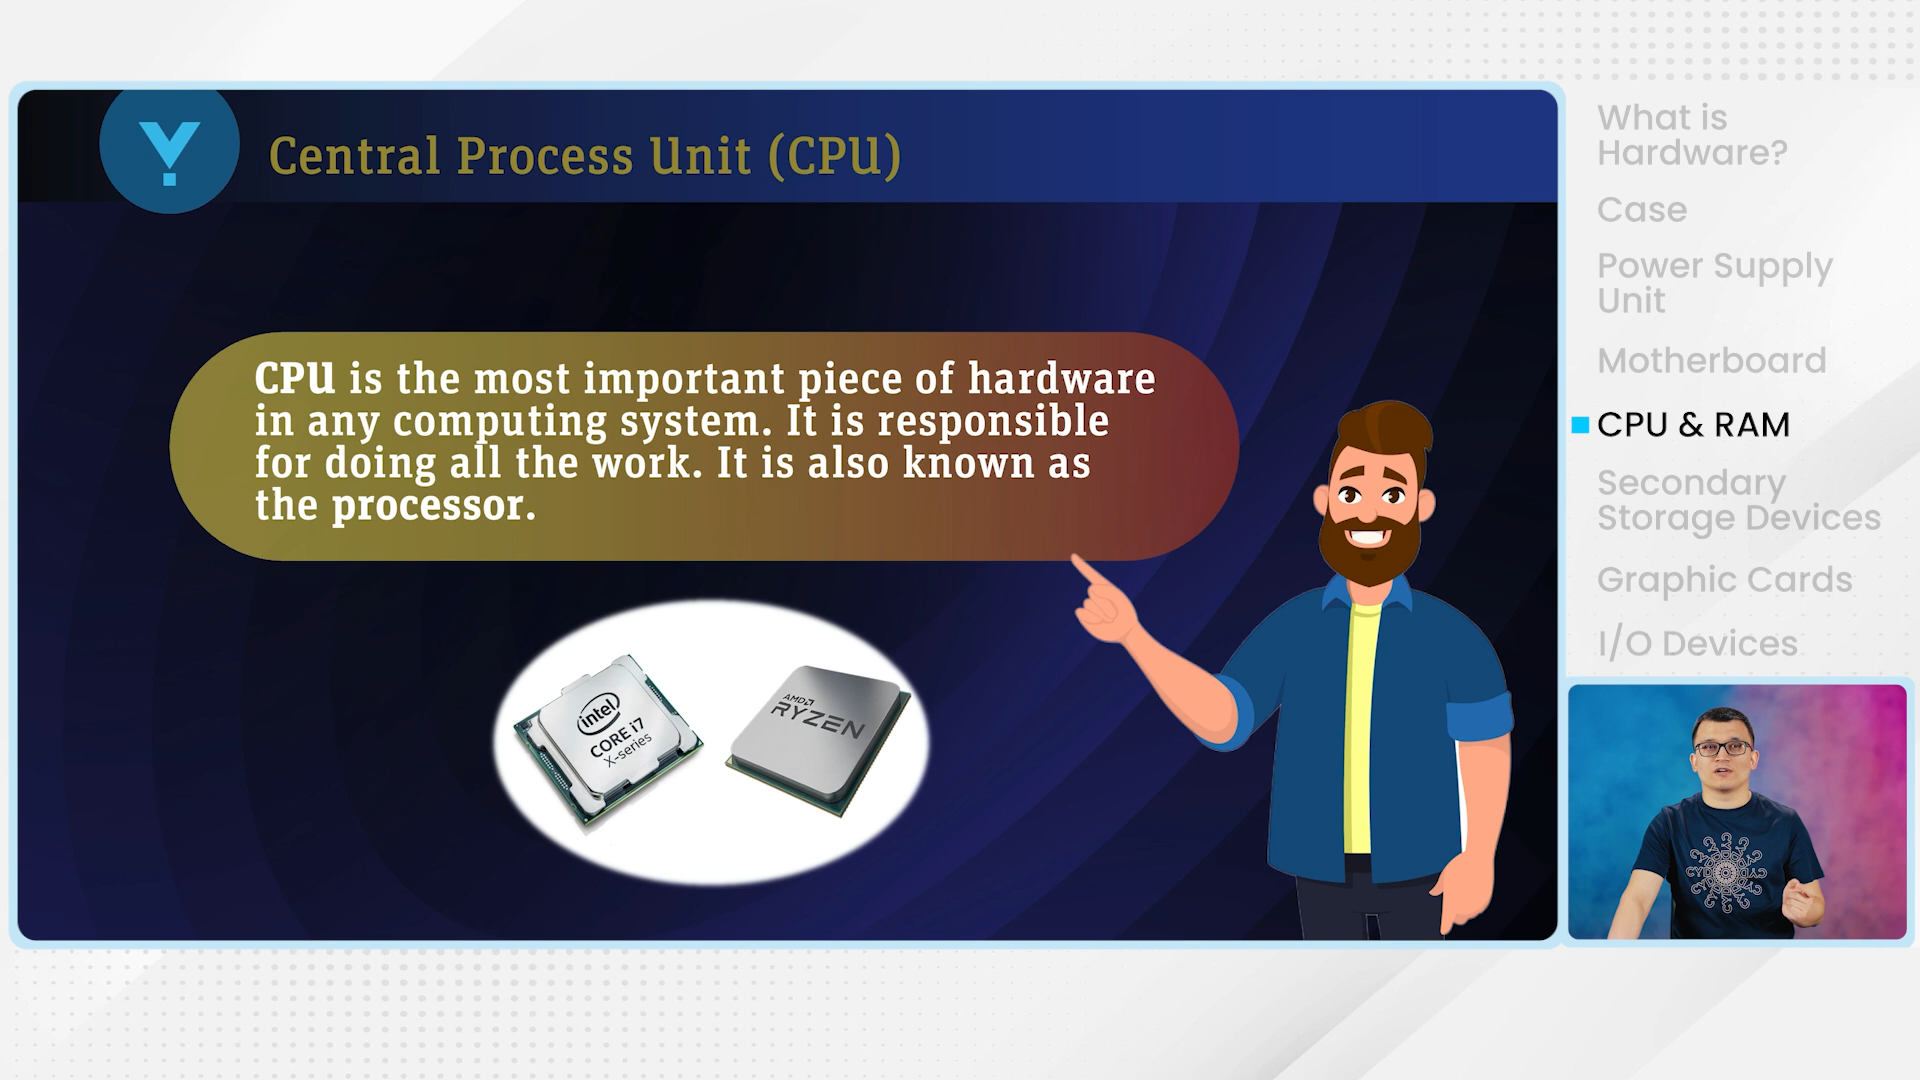 Central Process Unit (CPU)
CPU is the most important piece of hardware
in any computing system. It is responsible
for doing all the work. It is also known as
the processor.
intel
CORE i7
X-series
AMD
RYZEN
What is
Hardware?
Case
Power Supply
Unit
Motherboard
CPU & RAM
Secondary
Storage Devices
Graphic Cards
I/O Devices